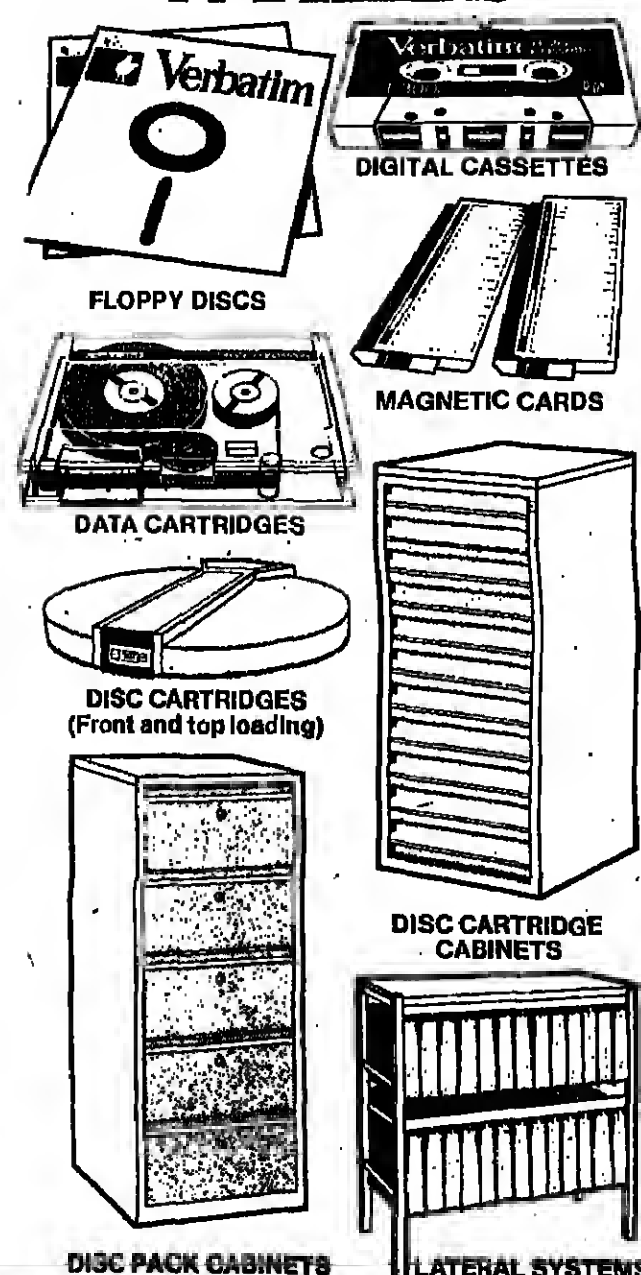 Verbatim
Verbatim
DIGITAL CASSETTES
FLOPPY DISCS
MAGNETIC CARDS
DATA CARTRIDGES
DISC CARTRIDGES
(Front and top loading)
DISC CARTRIDGE
CABINETS
DISC PACK CABINETS
LATERAL SYSTEMS